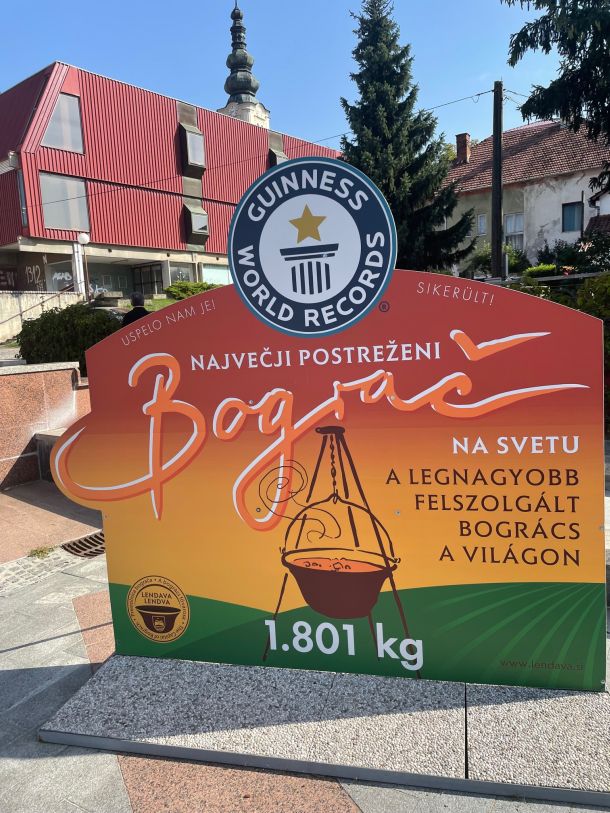 GUINNESS
WORLD RECORDS
®
USPELO NAM JE!
SIKERÜLT!
NAJVEČJI POSTREŽENI
Bograč
NA SVETU
A LEGNAGYOBB
FELSZOLGÁLT
BOGRÁCS
A VILÁGON
LENDAVA
LENDVA
1.801 kg
www.lendava.si
1312